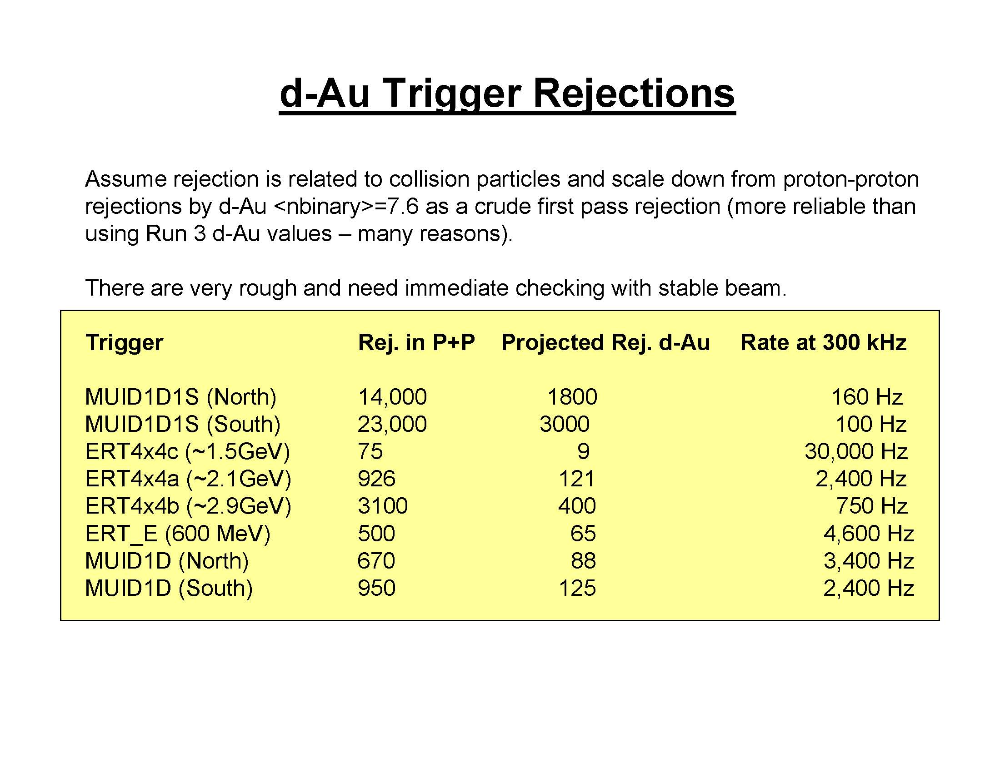 d-Au Trigger Rejections
Assume rejection is related to collision particles and scale down from proton-proton
rejections by d-Au <nbinary>=7.6 as a crude first pass rejection (more reliable than
using Run 3 d-Au values – many reasons).
There are very rough and need immediate checking with stable beam.
Trigger Rej. in P+P Projected Rej. d-Au Rate at 300 kHz
MUID1D1S (North) 14,000 1800 160 Hz
MUID1D1S (South) 23,000 3000 100 Hz
ERT4x4c (~1.5GeV) 75 9 30,000 Hz
ERT4x4a (~2.1GeV) 926 121 2,400 Hz
ERT4x4b (~2.9GeV) 3100 400 750 Hz
ERT_E (600 MeV) 500 65 4,600 Hz
MUID1D (North) 670 88 3,400 Hz
MUID1D (South) 950 125 2,400 Hz